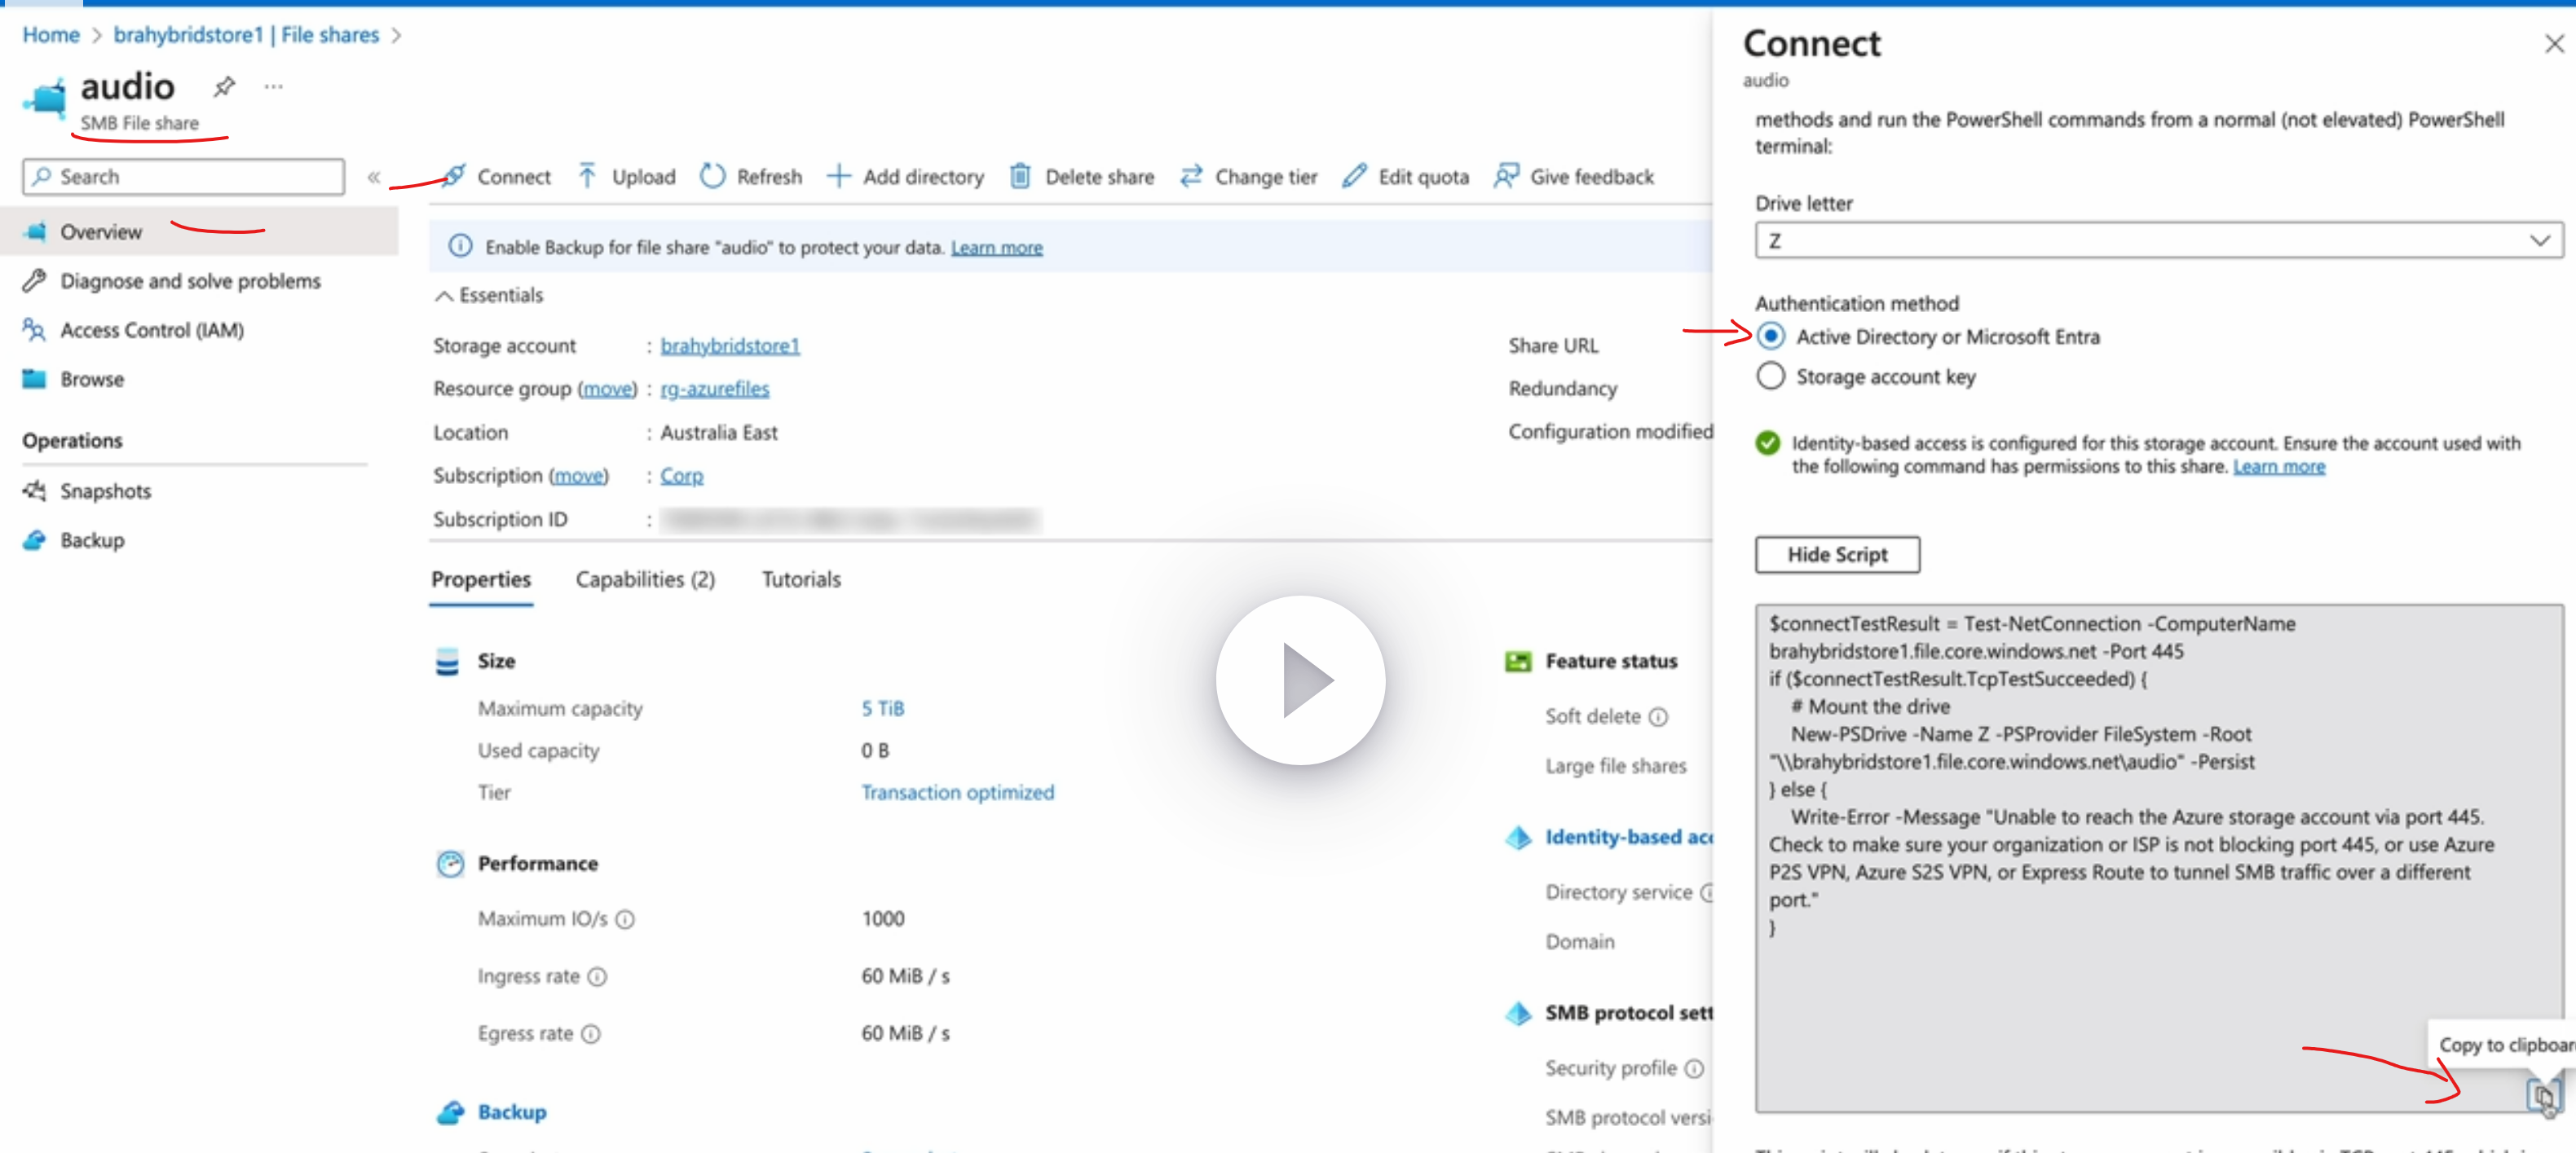 Home > brahybridstore1 | File shares >
audio
SMB File share
Search
Overview
Diagnose and solve problems
Access Control (IAM)
Browse
Operations
Snapshots
Backup
Connect Upload Refresh Add directory Delete share Change tier Edit quota Give feedback
Enable Backup for file share "audio" to protect your data. Learn more
Essentials
Storage account : brahybridstore1
Resource group (move) : rg-azurefiles
Location : Australia East
Subscription (move) : Corp
Subscription ID :
Share URL
Redundancy
Configuration modified
Properties Capabilities (2) Tutorials
Size
Maximum capacity 5 TiB
Used capacity 0 B
Tier Transaction optimized
Performance
Maximum IO/s 1000
Ingress rate 60 MiB / s
Egress rate 60 MiB / s
Backup
Feature status
Soft delete
Large file shares
Identity-based acc
Directory service
Domain
SMB protocol sett
Security profile
SMB protocol versi
Connect
audio
methods and run the PowerShell commands from a normal (not elevated) PowerShell
terminal:
Drive letter
Z
Authentication method
Active Directory or Microsoft Entra
Storage account key
Identity-based access is configured for this storage account. Ensure the account used with
the following command has permissions to this share. Learn more
Hide Script
$connectTestResult = Test-NetConnection -ComputerName
brahybridstore1.file.core.windows.net -Port 445
if ($connectTestResult.TcpTestSucceeded) {
# Mount the drive
New-PSDrive -Name Z -PSProvider FileSystem -Root
"\\brahybridstore1.file.core.windows.net\audio" -Persist
} else {
Write-Error -Message "Unable to reach the Azure storage account via port 445.
Check to make sure your organization or ISP is not blocking port 445, or use Azure
P2S VPN, Azure S2S VPN, or Express Route to tunnel SMB traffic over a different
port."
}
Copy to clipboar